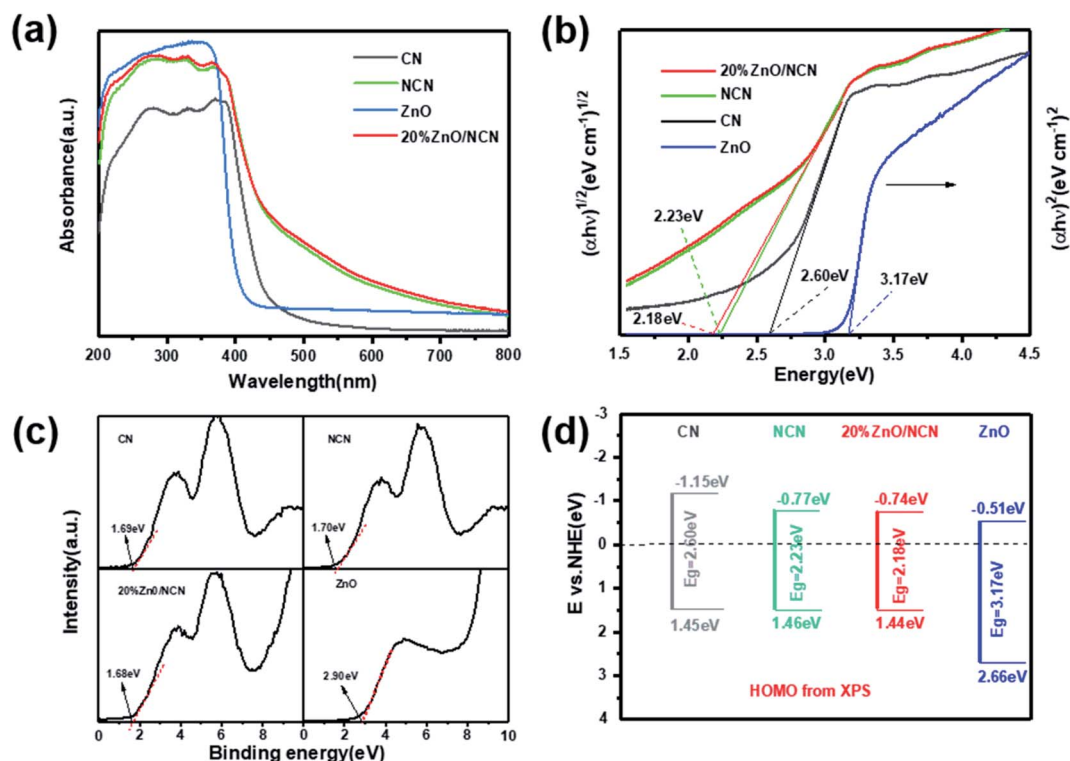 (a)
Absorbance(a.u.)
CN
NCN
ZnO
20%ZnO/NCN
200 300 400 500 600 700 800
Wavelength(nm)
(b)
(αhν)1/2(eV cm-1)1/2
20%ZnO/NCN
NCN
CN
ZnO
2.23eV
2.60eV
3.17eV
2.18eV
(αhν)2(eV cm-1)2
1.5 2.0 2.5 3.0 3.5 4.0 4.5
Energy(eV)
(c)
Intensity(a.u.)
CN
1.69eV
NCN
1.70eV
20%Zn0/NCN
1.68eV
ZnO
2.90eV
0 2 4 6 8 0 2 4 6 8 10
Binding energy(eV)
(d)
E vs.NHE(eV)
-3
-2
-1
0
1
2
3
4
CN NCN 20%ZnO/NCN ZnO
-1.15eV
-0.77eV
-0.74eV
-0.51eV
Eg=2.60eV
Eg=2.23eV
Eg=2.18eV
Eg=3.17eV
1.45eV
1.46eV
1.44eV
2.66eV
HOMO from XPS